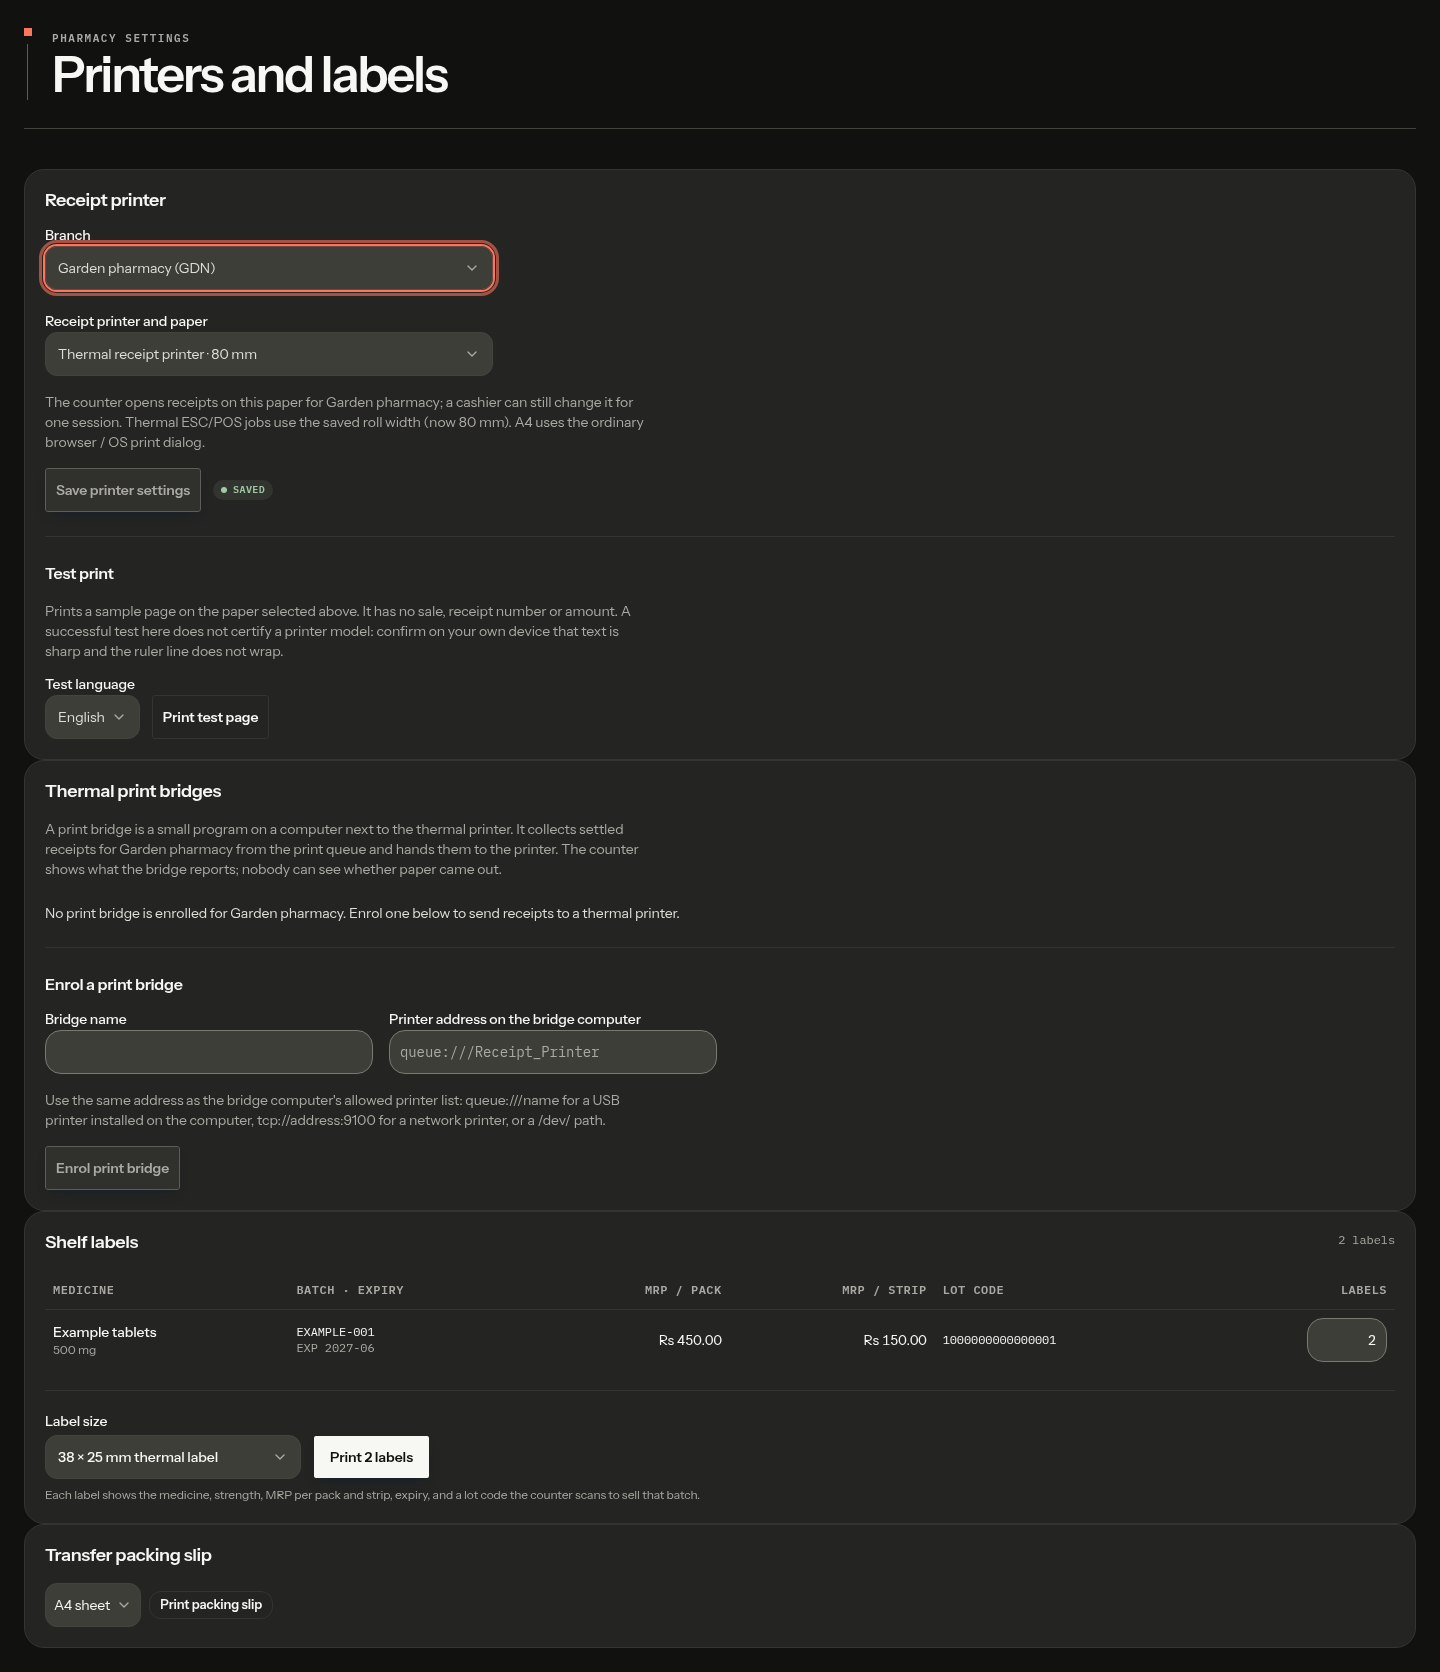 PHARMACY SETTINGS
Printers and labels
Receipt printer
Branch
Garden pharmacy (GDN)
Receipt printer and paper
Thermal receipt printer · 80 mm
The counter opens receipts on this paper for Garden pharmacy; a cashier can still change it for
one session. Thermal ESC/POS jobs use the saved roll width (now 80 mm). A4 uses the ordinary
browser / OS print dialog.
Save printer settings
SAVED
Test print
Prints a sample page on the paper selected above. It has no sale, receipt number or amount. A
successful test here does not certify a printer model: confirm on your own device that text is
sharp and the ruler line does not wrap.
Test language
English
Print test page
Thermal print bridges
A print bridge is a small program on a computer next to the thermal printer. It collects settled
receipts for Garden pharmacy from the print queue and hands them to the printer. The counter
shows what the bridge reports; nobody can see whether paper came out.
No print bridge is enrolled for Garden pharmacy. Enrol one below to send receipts to a thermal printer.
Enrol a print bridge
Bridge name
Printer address on the bridge computer
queue:///Receipt_Printer
Use the same address as the bridge computer's allowed printer list: queue:///name for a USB
printer installed on the computer, tcp://address:9100 for a network printer, or a /dev/ path.
Enrol print bridge
Shelf labels
2 labels
MEDICINE BATCH · EXPIRY MRP / PACK MRP / STRIP LOT CODE LABELS
Example tablets EXAMPLE-001 Rs 450.00 Rs 150.00 1000000000000001 2
500 mg EXP 2027-06
Label size
38 × 25 mm thermal label
Print 2 labels
Each label shows the medicine, strength, MRP per pack and strip, expiry, and a lot code the counter scans to sell that batch.
Transfer packing slip
A4 sheet
Print packing slip